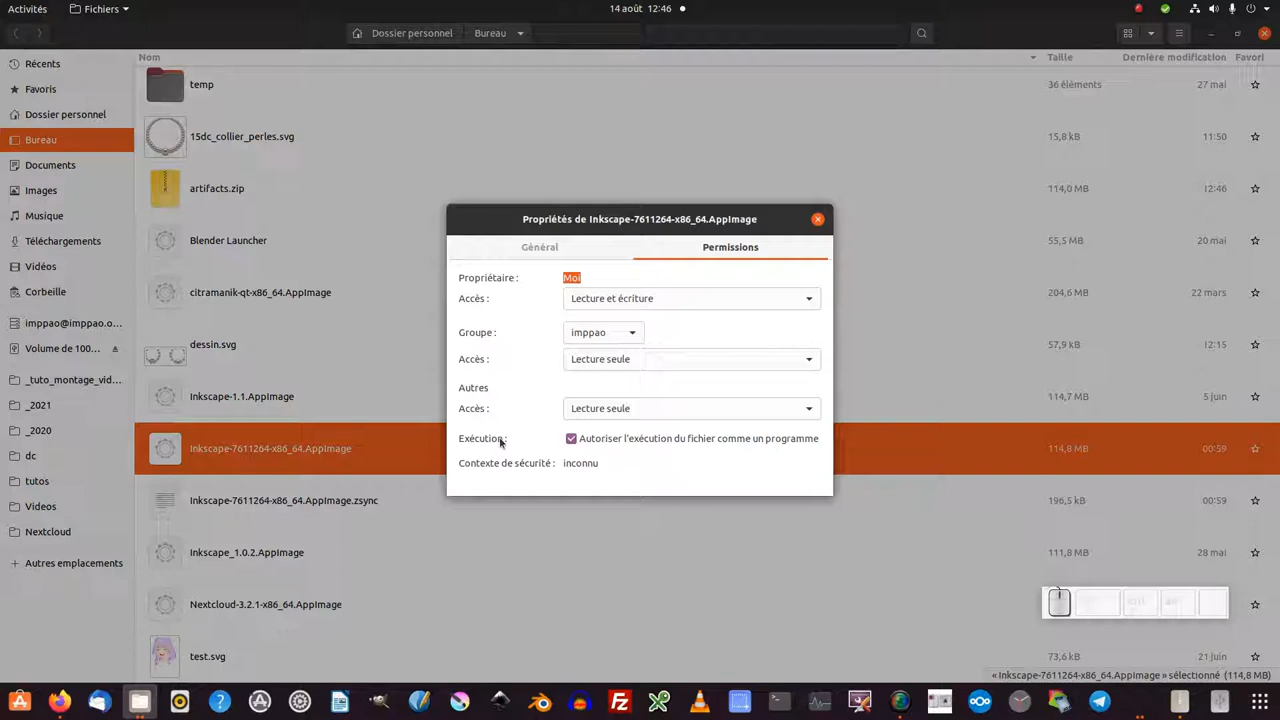 Activités Fichiers 14 août 12:46
Dossier personnel Bureau
Nom Taille Dernière modification Favori
Récents
Favoris
Dossier personnel
Bureau
Documents
Images
Musique
Téléchargements
Vidéos
Corbeille
imppao@imppao.o...
Volume de 100...
_tuto_montage_vid...
_2021
_2020
dc
tutos
Videos
Nextcloud
Autres emplacements
temp 36 éléments 27 mai
15dc_collier_perles.svg 15,8 kB 11:50
artifacts.zip 114,0 MB 12:46
Blender Launcher 55,5 MB 20 mai
citramanik-qt-x86_64.AppImage 204,6 MB 22 mars
dessin.svg 57,9 kB 12:15
Inkscape-1.1.AppImage 114,7 MB 5 juin
Inkscape-7611264-x86_64.AppImage 114,8 MB 00:59
Inkscape-7611264-x86_64.AppImage.zsync 196,5 kB 00:59
Inkscape_1.0.2.AppImage 111,8 MB 28 mai
Nextcloud-3.2.1-x86_64.AppImage
test.svg 73,6 kB 21 juin
Propriétés de Inkscape-7611264-x86_64.AppImage
Général Permissions
Propriétaire : Moi
Accès : Lecture et écriture
Groupe : imppao
Accès : Lecture seule
Autres
Accès : Lecture seule
Exécution : Autoriser l'exécution du fichier comme un programme
Contexte de sécurité : inconnu
« Inkscape-7611264-x86_64.AppImage » sélectionné (114,8 MB)